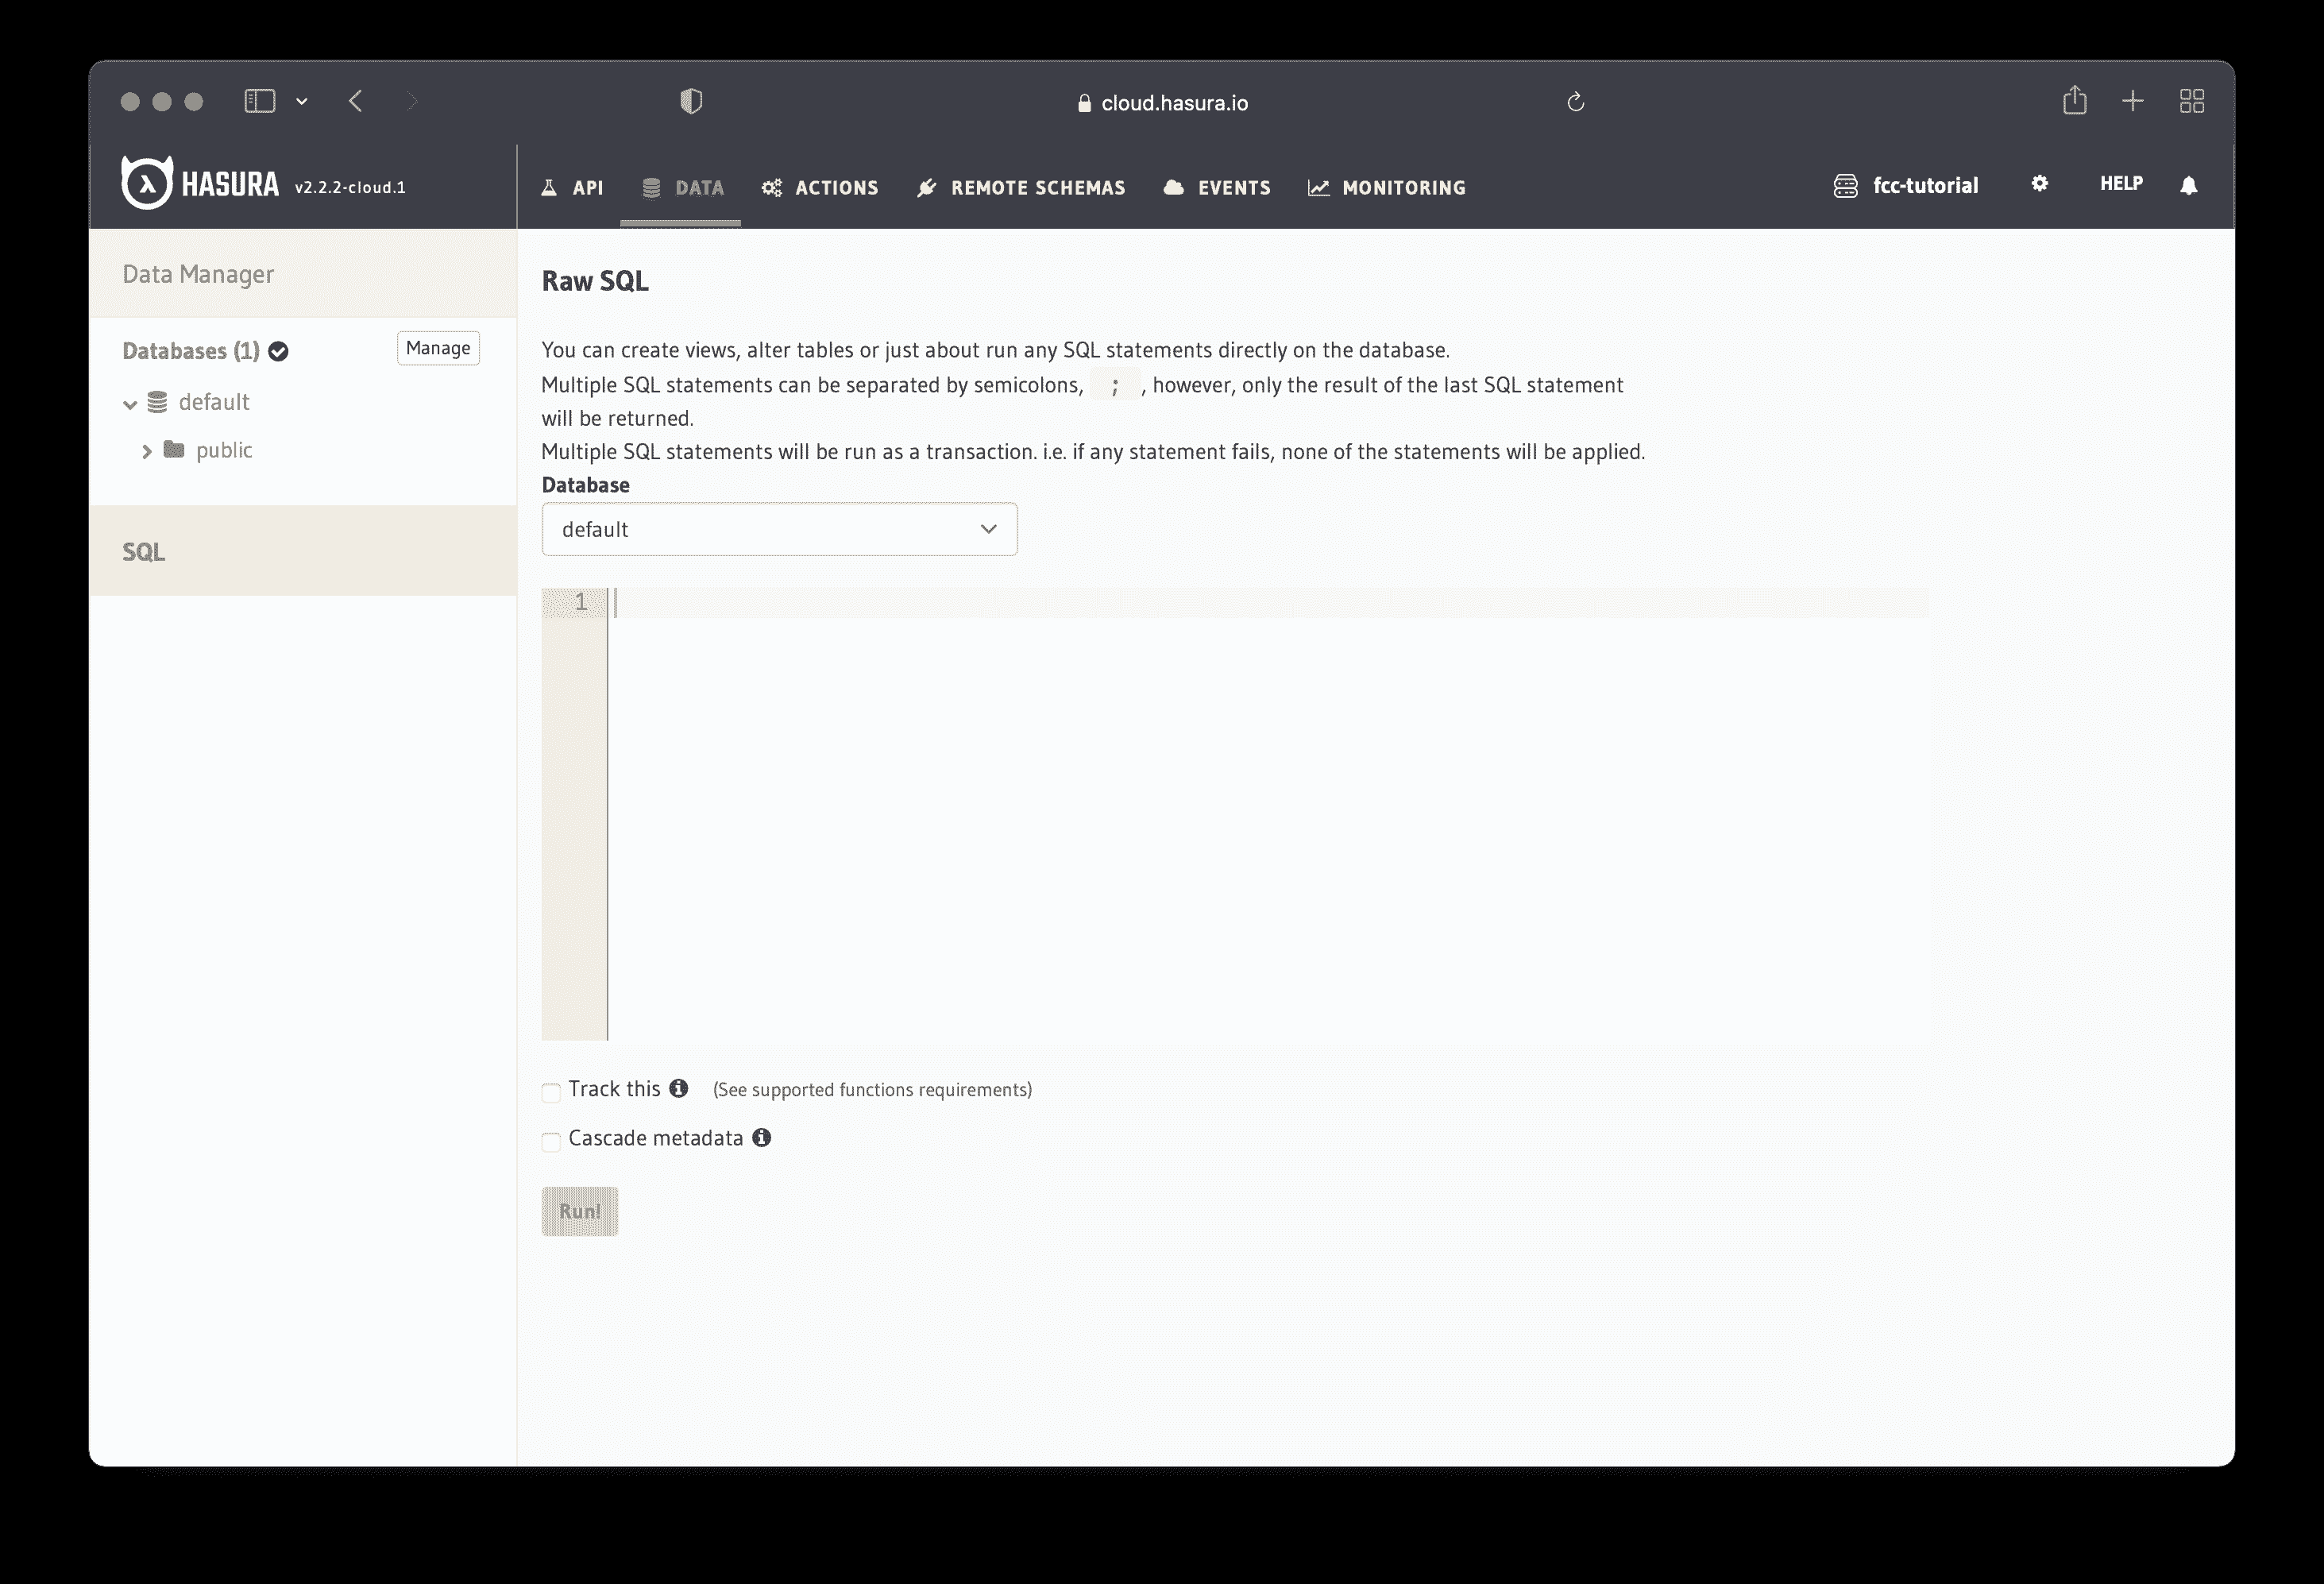 cloud.hasura.io
HASURA v2.2.2-cloud.1
API DATA ACTIONS REMOTE SCHEMAS EVENTS MONITORING
fcc-tutorial HELP
Data Manager
Databases (1) Manage
default
public
SQL
Raw SQL
You can create views, alter tables or just about run any SQL statements directly on the database.
Multiple SQL statements can be separated by semicolons, ; , however, only the result of the last SQL statement
will be returned.
Multiple SQL statements will be run as a transaction. i.e. if any statement fails, none of the statements will be applied.
Database
default
1
Track this (See supported functions requirements)
Cascade metadata
Run!